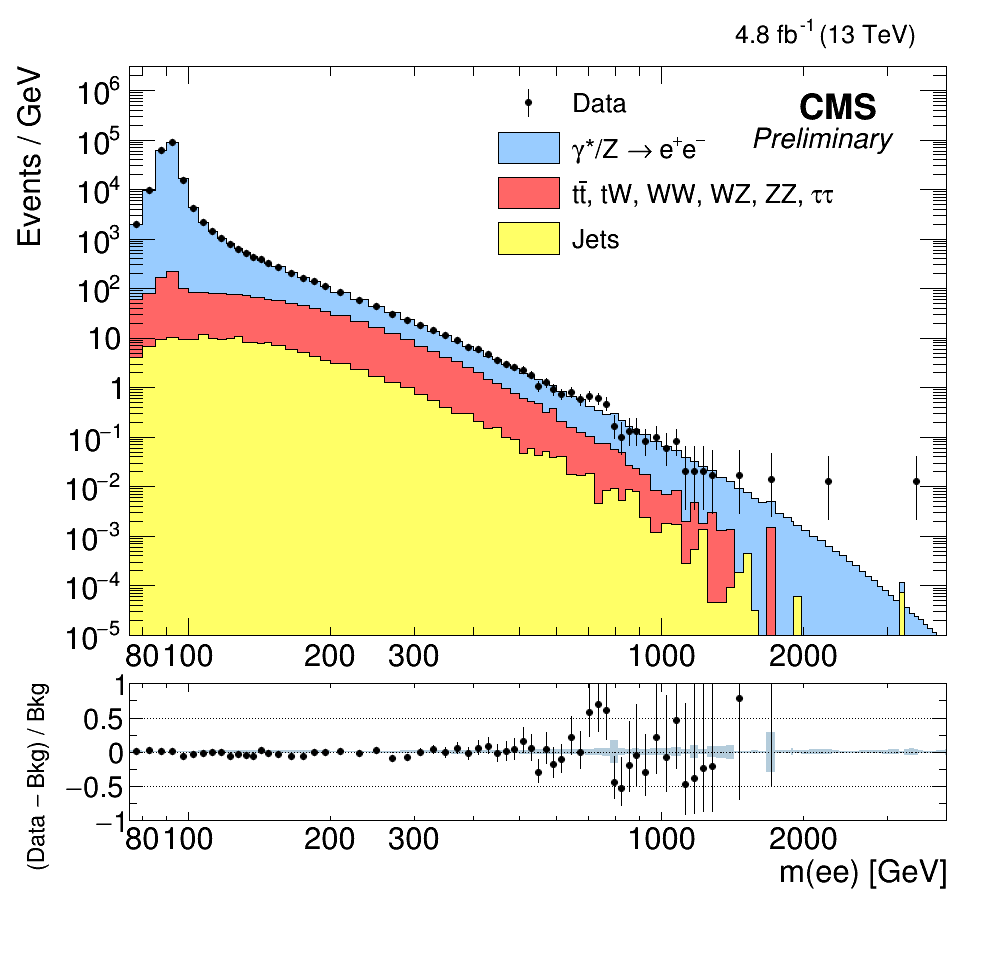 4.8 fb⁻¹ (13 TeV)
Events / GeV
10⁶
10⁵
10⁴
10³
10²
10
1
10⁻¹
10⁻²
10⁻³
10⁻⁴
10⁻⁵
Data
γ*/Z → e⁺e⁻
tt̄, tW, WW, WZ, ZZ, ττ
Jets
CMS
Preliminary
80 100 200 300 1000 2000
(Data − Bkg) / Bkg
1
0.5
0
−0.5
−1
80 100 200 300 1000 2000
m(ee) [GeV]